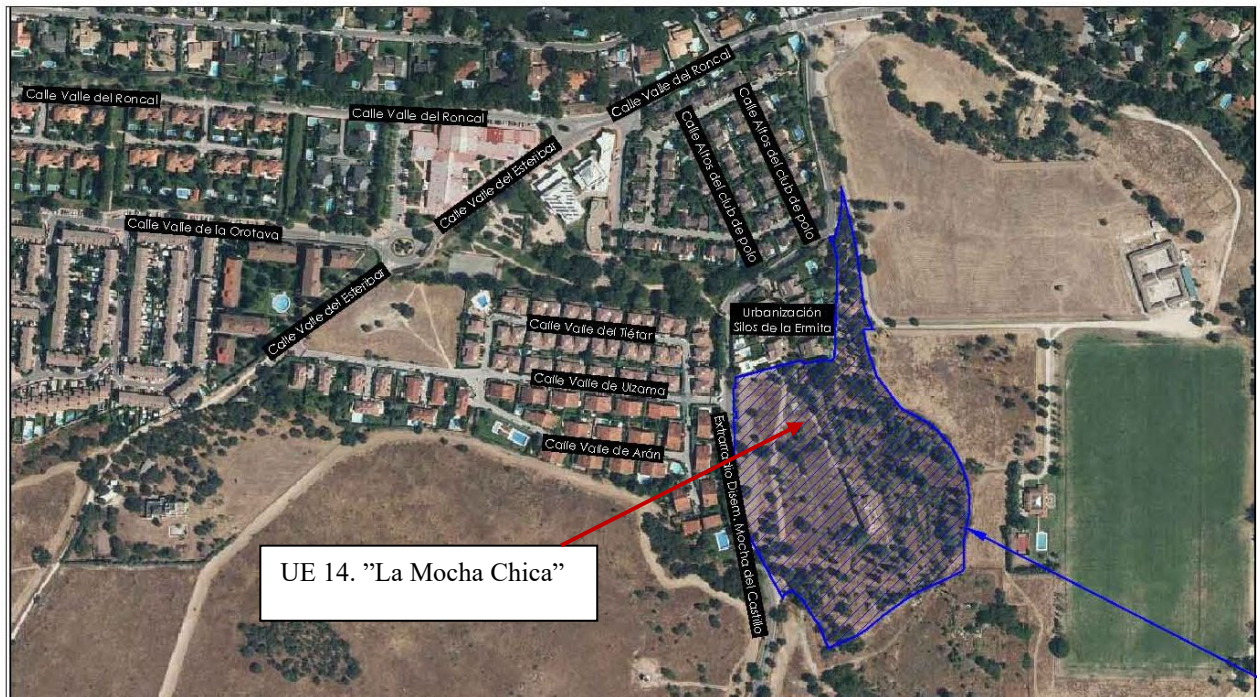 Calle Valle del Roncal
Calle Valle del Roncal
Calle Valle del Roncal
Calle Altos del club de polo
Calle Altos del club de polo
Calle Valle del Esteribar
Calle Valle de la Orotava
Calle Valle del Esteribar
Urbanización
Silos de la Ermita
Calle Valle del Tiétar
Calle Valle de Ulzama
Calle Valle de Arán
Extrarradio Disem. Mocha del Castillo
UE 14. ”La Mocha Chica”